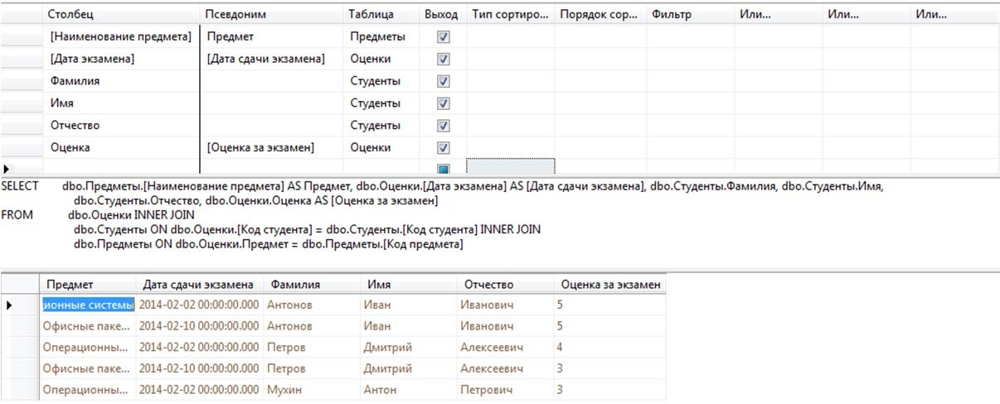 Столбец Псевдоним Таблица Выход Тип сортиро... Порядок сор... Фильтр Или... Или... Или...
[Наименование предмета] Предмет Предметы
[Дата экзамена] [Дата сдачи экзамена] Оценки
Фамилия Студенты
Имя Студенты
Отчество Студенты
Оценка [Оценка за экзамен] Оценки
SELECT dbo.Предметы.[Наименование предмета] AS Предмет, dbo.Оценки.[Дата экзамена] AS [Дата сдачи экзамена], dbo.Студенты.Фамилия, dbo.Студенты.Имя,
dbo.Студенты.Отчество, dbo.Оценки.Оценка AS [Оценка за экзамен]
FROM dbo.Оценки INNER JOIN
dbo.Студенты ON dbo.Оценки.[Код студента] = dbo.Студенты.[Код студента] INNER JOIN
dbo.Предметы ON dbo.Оценки.Предмет = dbo.Предметы.[Код предмета]
Предмет Дата сдачи экзамена Фамилия Имя Отчество Оценка за экзамен
ионные системы 2014-02-02 00:00:00.000 Антонов Иван Иванович 5
Офисные паке... 2014-02-10 00:00:00.000 Антонов Иван Иванович 5
Операционны... 2014-02-02 00:00:00.000 Петров Дмитрий Алексеевич 4
Офисные паке... 2014-02-10 00:00:00.000 Петров Дмитрий Алексеевич 3
Операционны... 2014-02-02 00:00:00.000 Мухин Антон Петрович 3